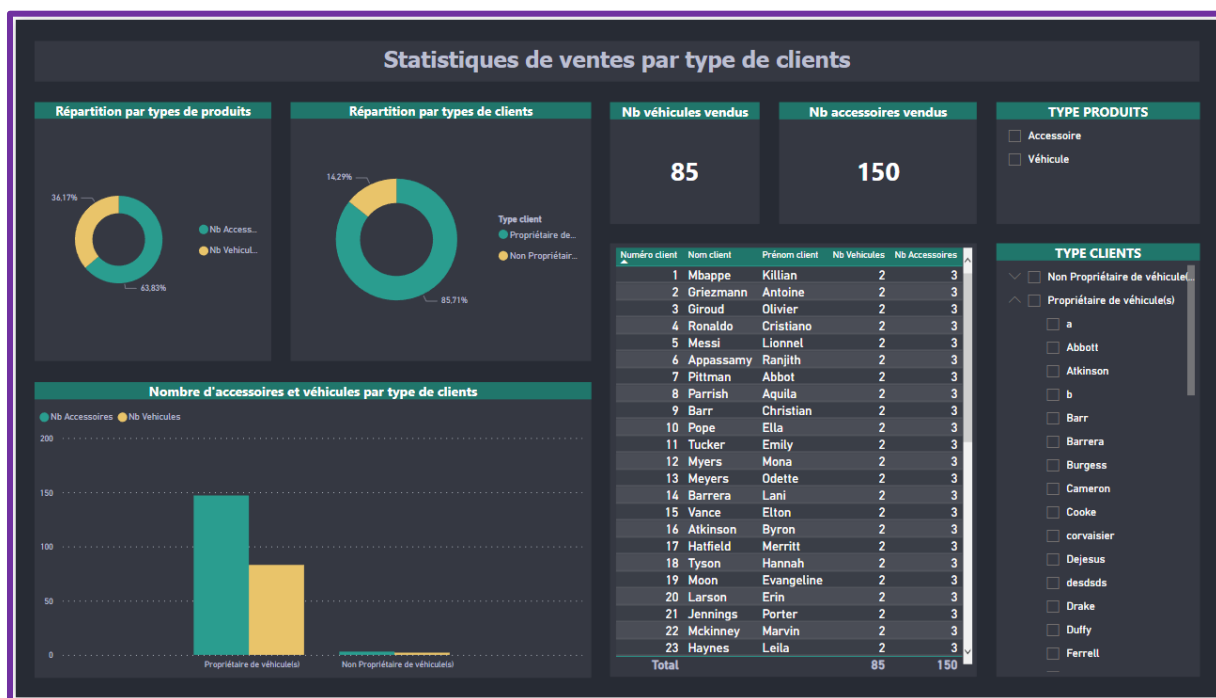 Statistiques de ventes par type de clients
Répartition par types de produits
36,17%
63,83%
Nb Access...
Nb Vehicul...
Répartition par types de clients
14,29%
85,71%
Type client
Propriétaire de...
Non Propriétair...
Nb véhicules vendus
85
Nb accessoires vendus
150
TYPE PRODUITS
Accessoire
Véhicule
Nombre d'accessoires et véhicules par type de clients
Nb Accessoires Nb Vehicules
200
150
100
50
0
Propriétaire de véhicule(s) Non Propriétaire de véhicule(s)
Numéro client Nom client Prénom client Nb Vehicules Nb Accessoires
1 Mbappe Killian 2 3
2 Griezmann Antoine 2 3
3 Giroud Olivier 2 3
4 Ronaldo Cristiano 2 3
5 Messi Lionnel 2 3
6 Appassamy Ranjith 2 3
7 Pittman Abbot 2 3
8 Parrish Aquila 2 3
9 Barr Christian 2 3
10 Pope Ella 2 3
11 Tucker Emily 2 3
12 Myers Mona 2 3
13 Meyers Odette 2 3
14 Barrera Lani 2 3
15 Vance Elton 2 3
16 Atkinson Byron 2 3
17 Hatfield Merritt 2 3
18 Tyson Hannah 2 3
19 Moon Evangeline 2 3
20 Larson Erin 2 3
21 Jennings Porter 2 3
22 Mckinney Marvin 2 3
23 Haynes Leila 2 3
Total 85 150
TYPE CLIENTS
Non Propriétaire de véhicule(...
Propriétaire de véhicule(s)
a
Abbott
Atkinson
b
Barr
Barrera
Burgess
Cameron
Cooke
corvaisier
Dejesus
desdsds
Drake
Duffy
Ferrell